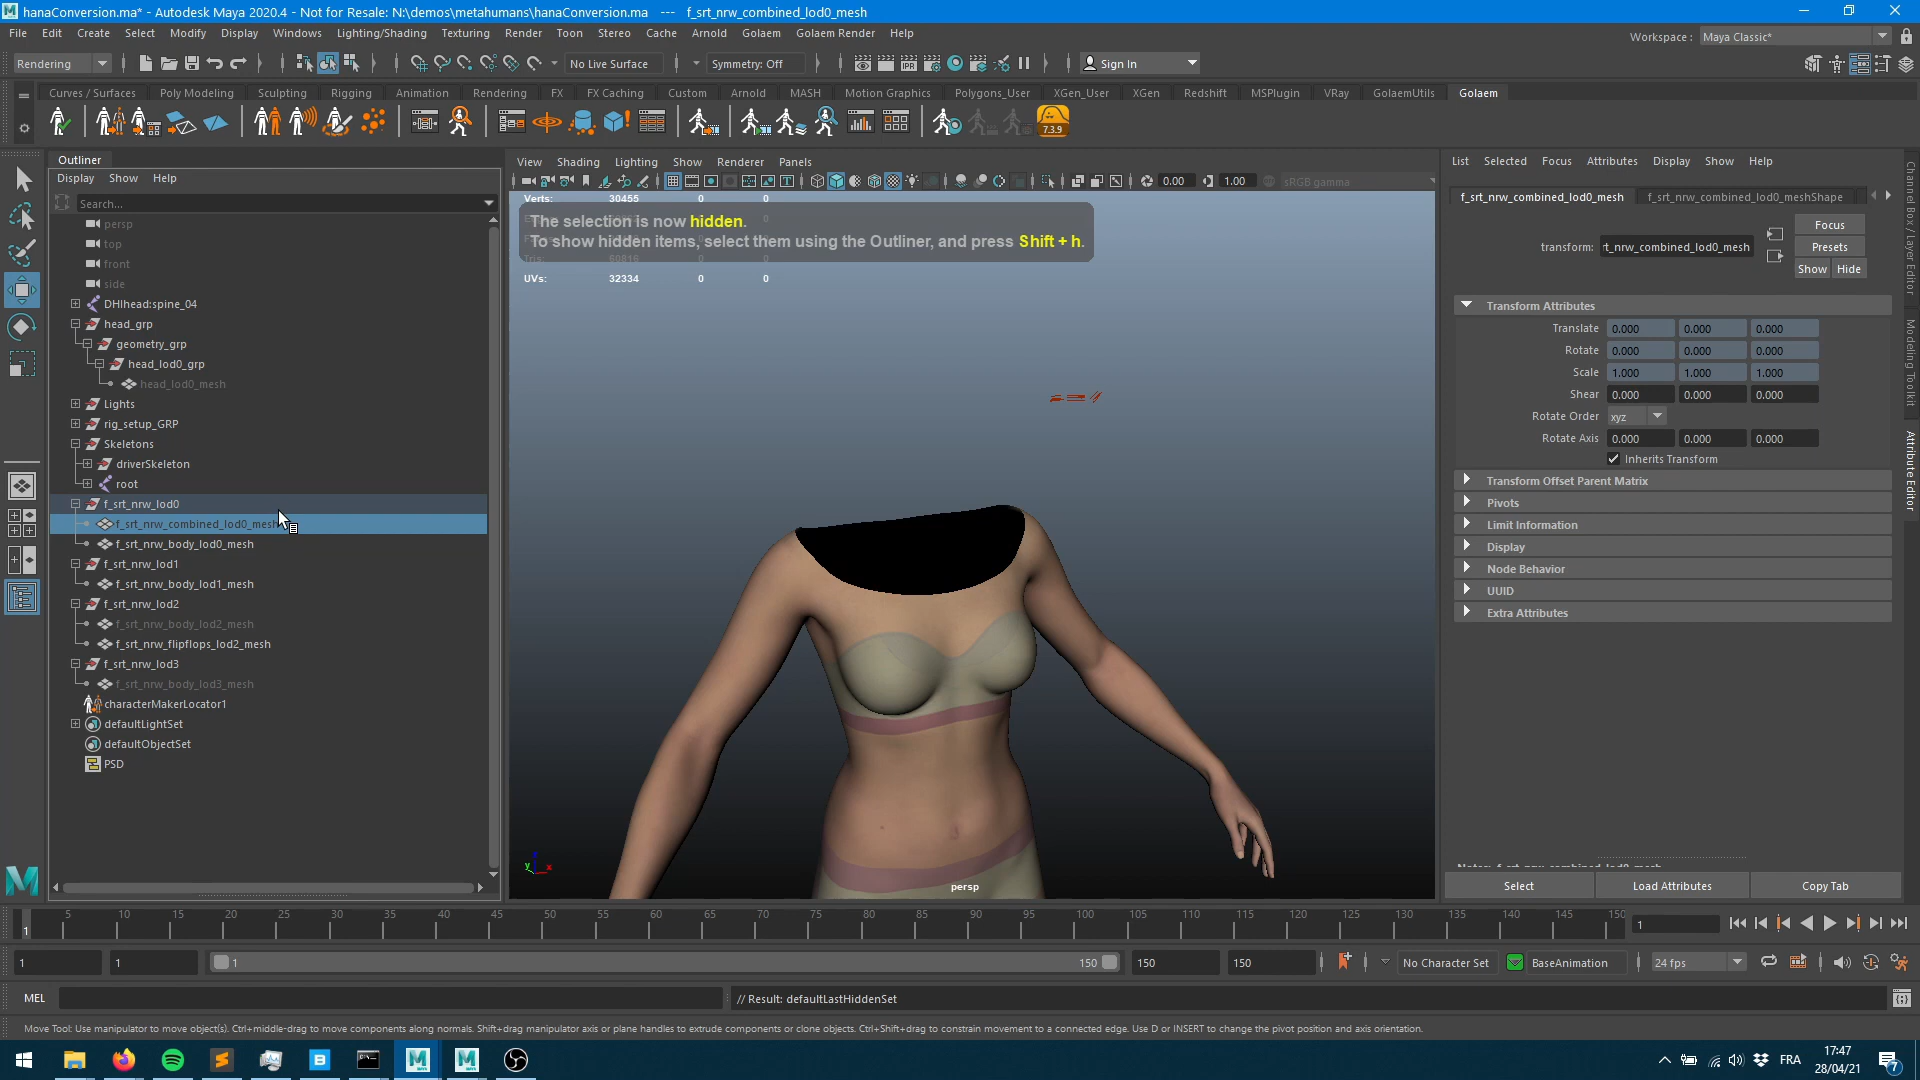 hanaConversion.ma* - Autodesk Maya 2020.4 - Not for Resale: N:\demos\metahumans\hanaConversion.ma --- f_srt_nrw_combined_lod0_mesh
File Edit Create Select Modify Display Windows Lighting/Shading Texturing Render Toon Stereo Cache Arnold Golaem Golaem Render Help
Workspace : Maya Classic*
Rendering No Live Surface Symmetry: Off Sign In
Curves / Surfaces Poly Modeling Sculpting Rigging Animation Rendering FX FX Caching Custom Arnold MASH Motion Graphics Polygons_User XGen_User XGen Redshift MSPlugin VRay GolaemUtils Golaem
IPR
7.3.9
Outliner
Display Show Help
Search...
persp
top
front
side
DHIhead:spine_04
head_grp
geometry_grp
head_lod0_grp
head_lod0_mesh
Lights
rig_setup_GRP
Skeletons
driverSkeleton
root
f_srt_nrw_lod0
f_srt_nrw_combined_lod0_mesh
f_srt_nrw_body_lod0_mesh
f_srt_nrw_lod1
f_srt_nrw_body_lod1_mesh
f_srt_nrw_lod2
f_srt_nrw_body_lod2_mesh
f_srt_nrw_flipflops_lod2_mesh
f_srt_nrw_lod3
f_srt_nrw_body_lod3_mesh
characterMakerLocator1
defaultLightSet
defaultObjectSet
PSD
View Shading Lighting Show Renderer Panels
0.00 1.00 sRGB gamma
Verts: 30455 0 0
The selection is now hidden.
To show hidden items, select them using the Outliner, and press Shift + h.
UVs: 32334 0 0
y x
persp
List Selected Focus Attributes Display Show Help
f_srt_nrw_combined_lod0_mesh f_srt_nrw_combined_lod0_meshShape
transform: rt_nrw_combined_lod0_mesh
Focus
Presets
Show Hide
Transform Attributes
Translate 0.000 0.000 0.000
Rotate 0.000 0.000 0.000
Scale 1.000 1.000 1.000
Shear 0.000 0.000 0.000
Rotate Order xyz
Rotate Axis 0.000 0.000 0.000
Inherits Transform
Transform Offset Parent Matrix
Pivots
Limit Information
Display
Node Behavior
UUID
Extra Attributes
Select Load Attributes Copy Tab
Channel Box / Layer Editor
Modeling Toolkit
Attribute Editor
5 10 15 20 25 30 35 40 45 50 55 60 65 70 75 80 85 90 95 100 105 110 115 120 125 130 135 140 145 150
1 1
1 1 1 150 150 150 No Character Set BaseAnimation 24 fps
MEL // Result: defaultLastHiddenSet
Move Tool: Use manipulator to move object(s). Ctrl+middle-drag to move components along normals. Shift+drag manipulator axis or plane handles to extrude components or clone objects. Ctrl+Shift+drag to constrain movement to a connected edge. Use D or INSERT to change the pivot position and axis orientation.
FRA 17:47
28/04/21
7